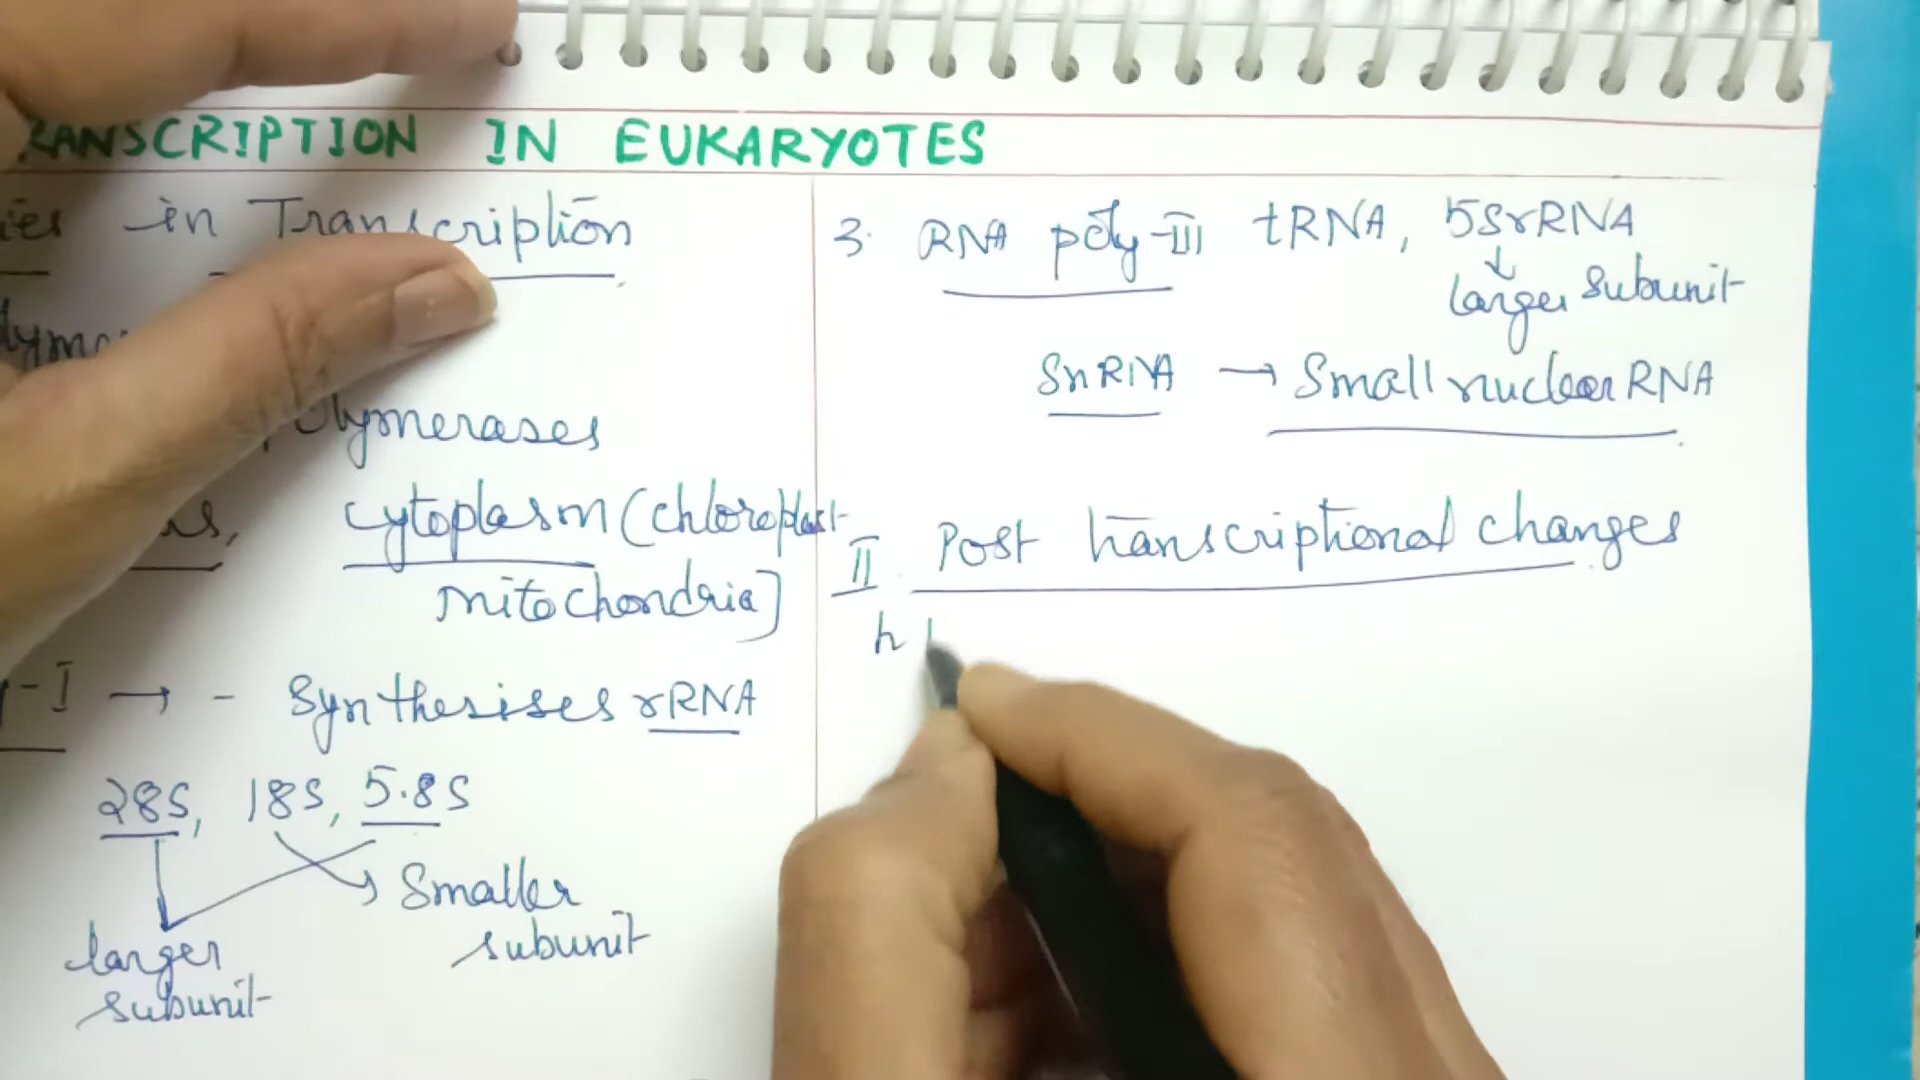 TRANSCRIPTION IN EUKARYOTES
in Transcription
polymerases
cytoplasm (chloroplast
mitochondria]
-I → - Synthesises rRNA
28S, 18S, 5.8S
Smaller
subunit
larger
subunit
3. RNA poly-III tRNA, 5SrRNA
↓
larger subunit
SnRNA → Small nuclear RNA
II. Post transcriptional changes
h